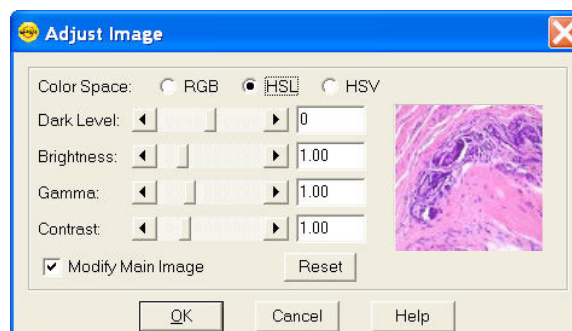 Adjust Image
Color Space: RGB HSL HSV
Dark Level: 0
Brightness: 1.00
Gamma: 1.00
Contrast: 1.00
Modify Main Image Reset
OK Cancel Help